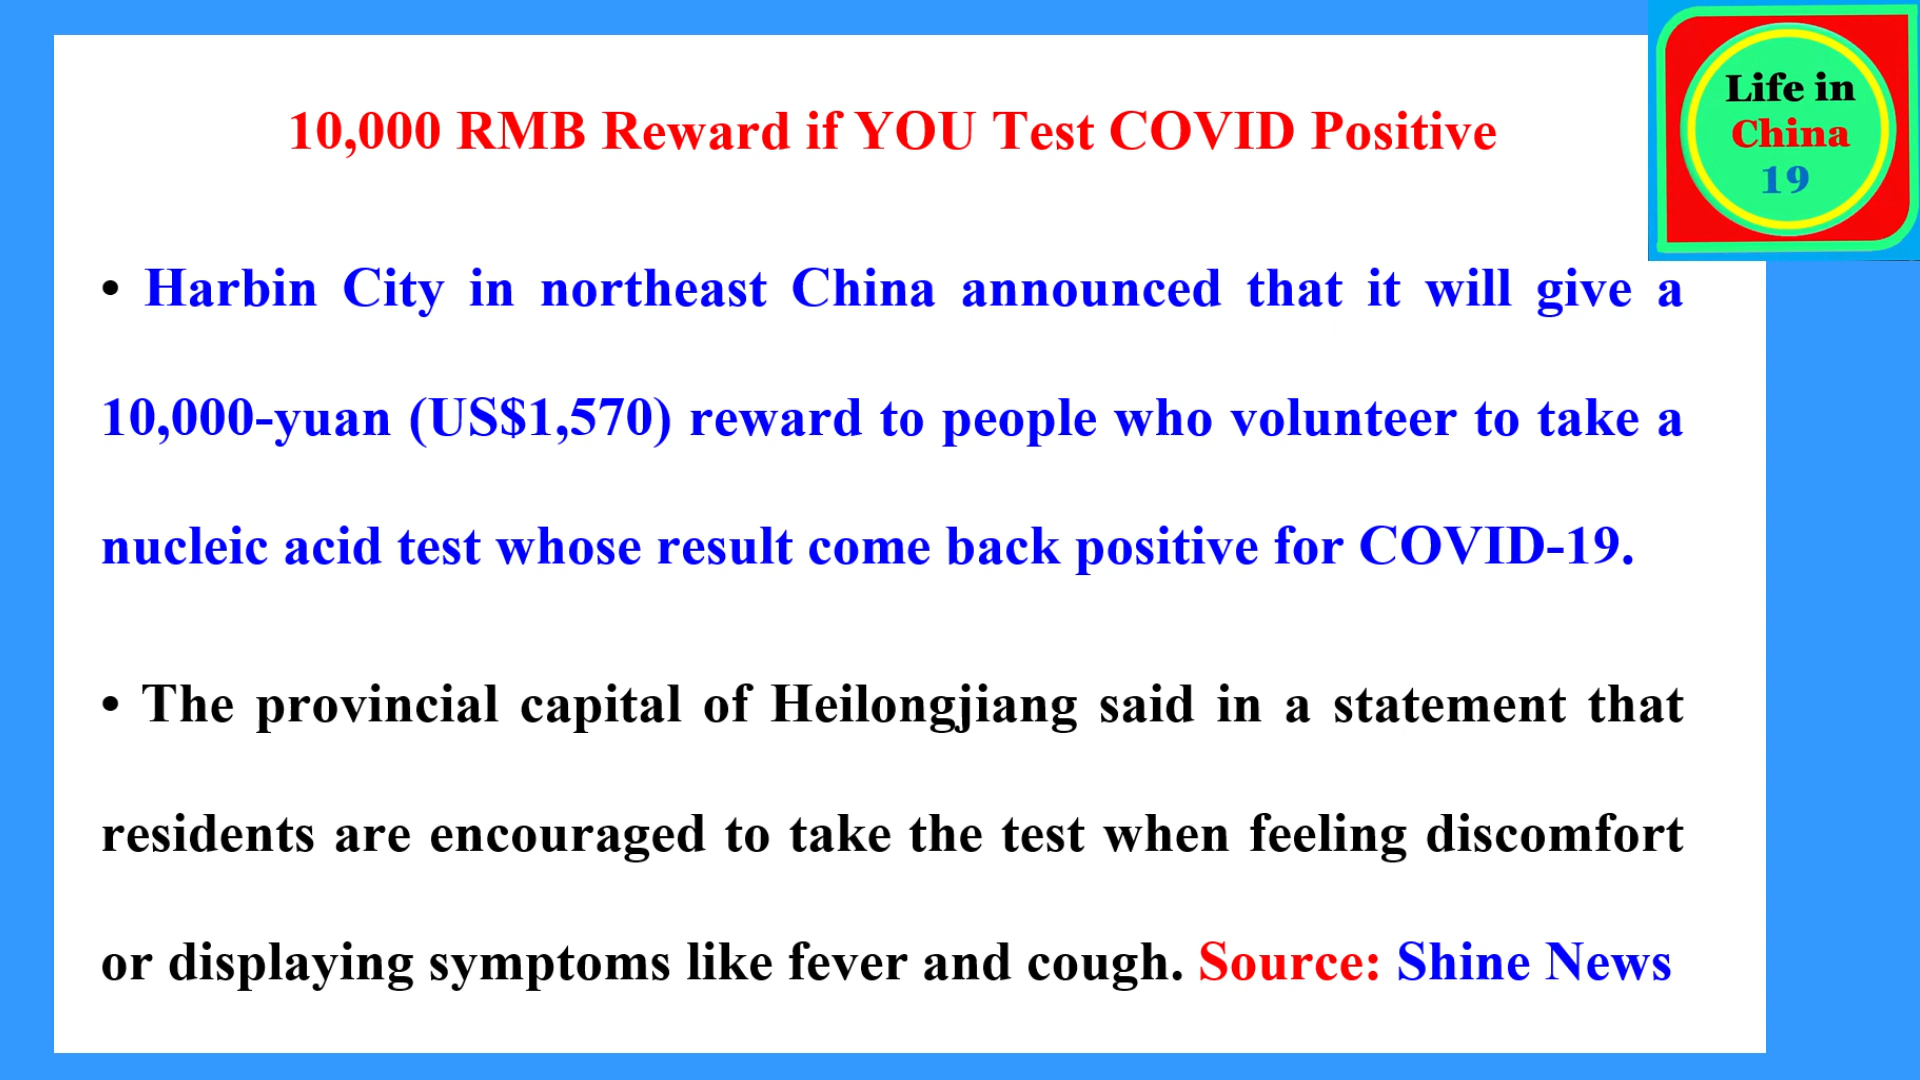 10,000 RMB Reward if YOU Test COVID Positive
Life in
China
19
• Harbin City in northeast China announced that it will give a
10,000-yuan (US$1,570) reward to people who volunteer to take a
nucleic acid test whose result come back positive for COVID-19.
• The provincial capital of Heilongjiang said in a statement that
residents are encouraged to take the test when feeling discomfort
or displaying symptoms like fever and cough. Source: Shine News